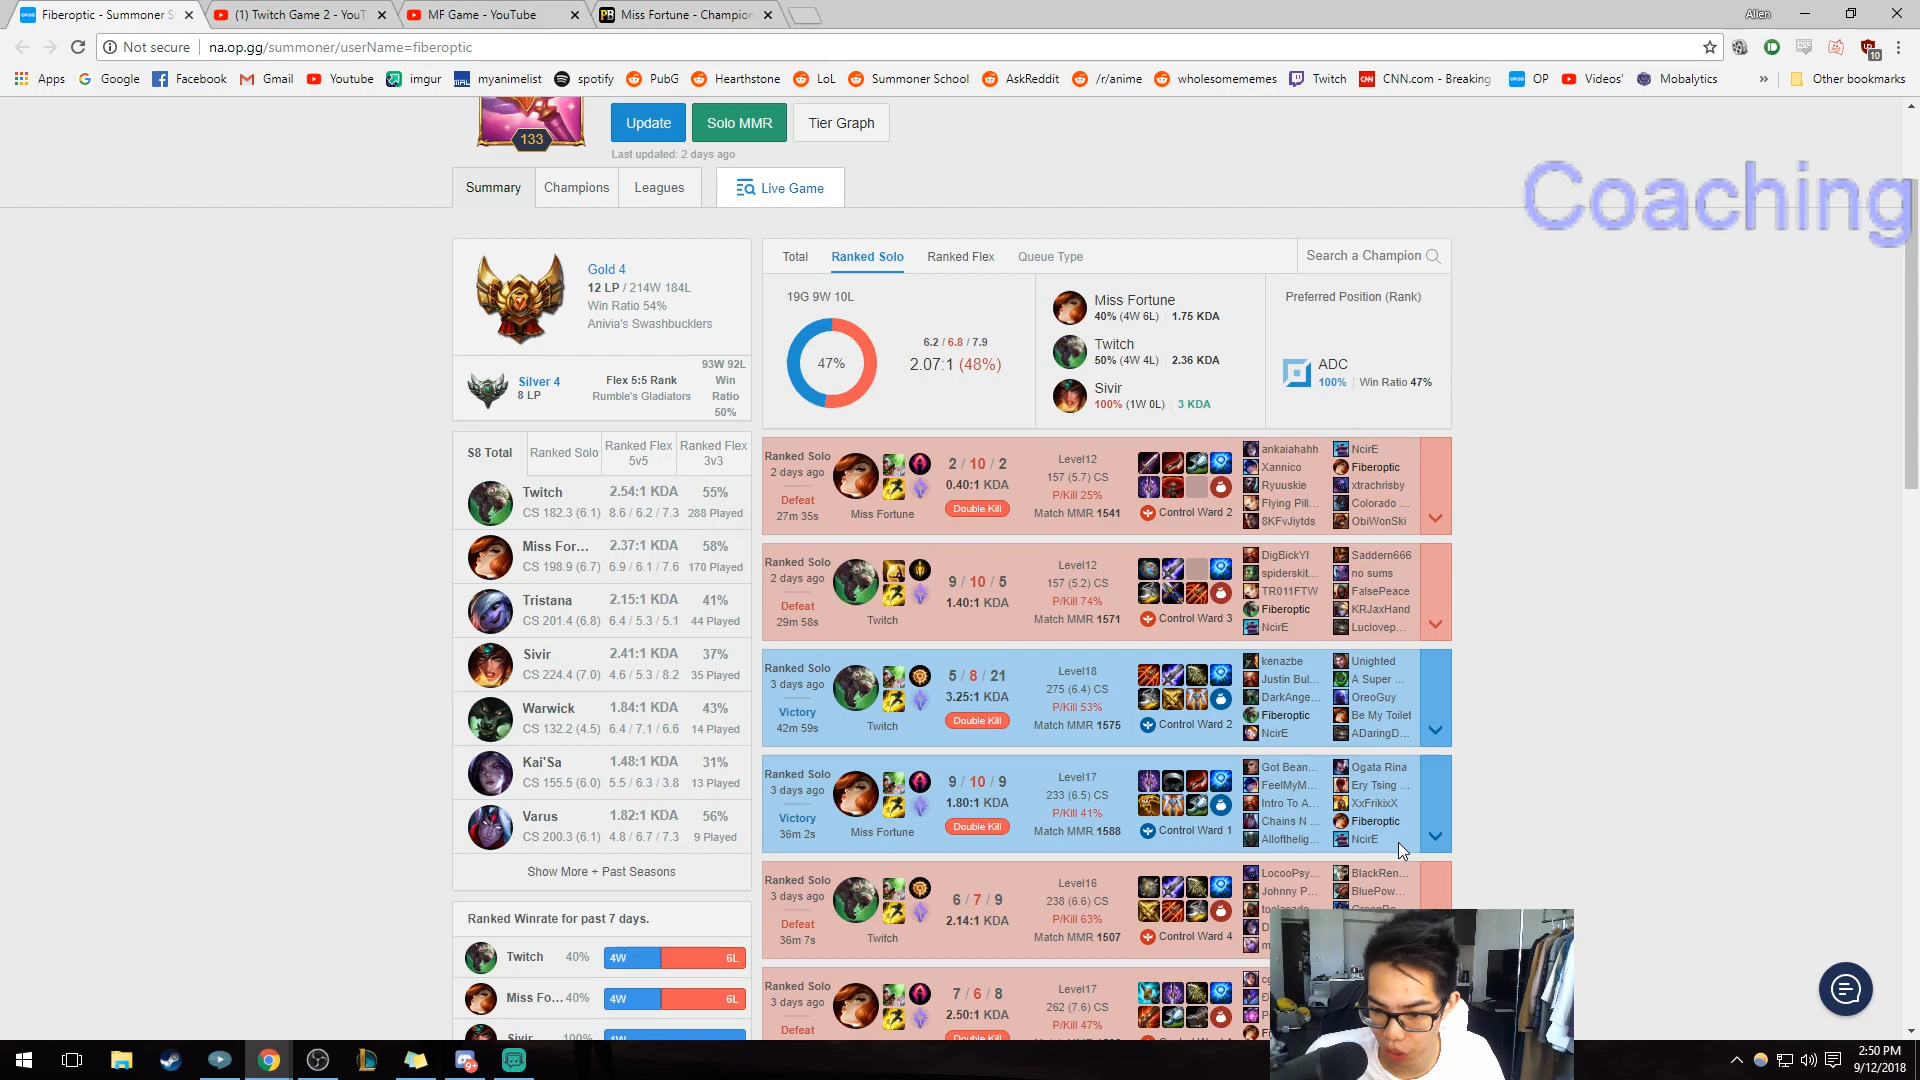 Fiberoptic - Summoner S
(1) Twitch Game 2 - YouT
MF Game - YouTube
Miss Fortune - Champion
Allen
Not secure
na.op.gg/summoner/userName=fiberoptic
10
Apps
Google
Facebook
Gmail
Youtube
imgur
myanimelist
spotify
PubG
Hearthstone
LoL
Summoner School
AskReddit
/r/anime
wholesomememes
Twitch
CNN.com - Breaking
OP
Videos'
Mobalytics
»
Other bookmarks
133
Update
Solo MMR
Tier Graph
Last updated: 2 days ago
Summary
Champions
Leagues
Live Game
Coaching
Gold 4
12 LP / 214W 184L
Win Ratio 54%
Anivia's Swashbucklers
Silver 4
8 LP
Flex 5:5 Rank
Rumble's Gladiators
93W 92L
Win
Ratio
50%
Total
Ranked Solo
Ranked Flex
Queue Type
Search a Champion
19G 9W 10L
47%
6.2 / 6.8 / 7.9
2.07:1 (48%)
Miss Fortune
40% (4W 6L) 1.75 KDA
Twitch
50% (4W 4L) 2.36 KDA
Sivir
100% (1W 0L) 3 KDA
Preferred Position (Rank)
ADC
100% Win Ratio 47%
S8 Total
Ranked Solo
Ranked Flex
5v5
Ranked Flex
3v3
Twitch 2.54:1 KDA 55%
CS 182.3 (6.1) 8.6 / 6.2 / 7.3 288 Played
Miss For... 2.37:1 KDA 58%
CS 198.9 (6.7) 6.9 / 6.1 / 7.6 170 Played
Tristana 2.15:1 KDA 41%
CS 201.4 (6.8) 6.4 / 5.3 / 5.1 44 Played
Sivir 2.41:1 KDA 37%
CS 224.4 (7.0) 4.6 / 5.3 / 8.2 35 Played
Warwick 1.84:1 KDA 43%
CS 132.2 (4.5) 6.4 / 7.1 / 6.6 14 Played
Kai'Sa 1.48:1 KDA 31%
CS 155.5 (6.0) 5.5 / 6.3 / 3.8 13 Played
Varus 1.82:1 KDA 56%
CS 200.3 (6.1) 4.8 / 6.7 / 7.3 9 Played
Show More + Past Seasons
Ranked Winrate for past 7 days.
Twitch 40% 4W 6L
Miss Fo... 40% 4W 6L
Sivir 100% 1W
Ranked Solo
2 days ago
Defeat
27m 35s
Miss Fortune
2 / 10 / 2
0.40:1 KDA
Double Kill
Level12
157 (5.7) CS
P/Kill 25%
Match MMR 1541
Control Ward 2
ankaiahahh NcirE
Xannico Fiberoptic
Ryuuskie xtrachrisby
Flying Pill... Colorado ...
8KFvJiytds ObiWonSki
Ranked Solo
2 days ago
Defeat
29m 58s
Twitch
9 / 10 / 5
1.40:1 KDA
Level12
157 (5.2) CS
P/Kill 74%
Match MMR 1571
Control Ward 3
DigBickYI Saddern666
spiderskit... no sums
TR011FTW FalsePeace
Fiberoptic KRJaxHand
NcirE Luclovep...
Ranked Solo
3 days ago
Victory
42m 59s
Twitch
5 / 8 / 21
3.25:1 KDA
Double Kill
Level18
275 (6.4) CS
P/Kill 53%
Match MMR 1575
Control Ward 2
kenazbe Unighted
Justin Bul... A Super ...
DarkAnge... OreoGuy
Fiberoptic Be My Toilet
NcirE ADaringD...
Ranked Solo
3 days ago
Victory
36m 2s
Miss Fortune
9 / 10 / 9
1.80:1 KDA
Double Kill
Level17
233 (6.5) CS
P/Kill 41%
Match MMR 1588
Control Ward 1
Got Bean... Ogata Rina
FeelMyM... Ery Tsing ...
Intro To A... XxFrikixX
Chains N ... Fiberoptic
Allofthelig... NcirE
Ranked Solo
3 days ago
Defeat
36m 7s
Twitch
6 / 7 / 9
2.14:1 KDA
Level16
238 (6.6) CS
P/Kill 63%
Match MMR 1507
Control Ward 4
LocooPsy... BlackRen...
Johnny P... BluePow...
Ranked Solo
3 days ago
Defeat
7 / 6 / 8
2.50:1 KDA
Level17
262 (7.6) CS
P/Kill 47%
9+
2:50 PM
9/12/2018